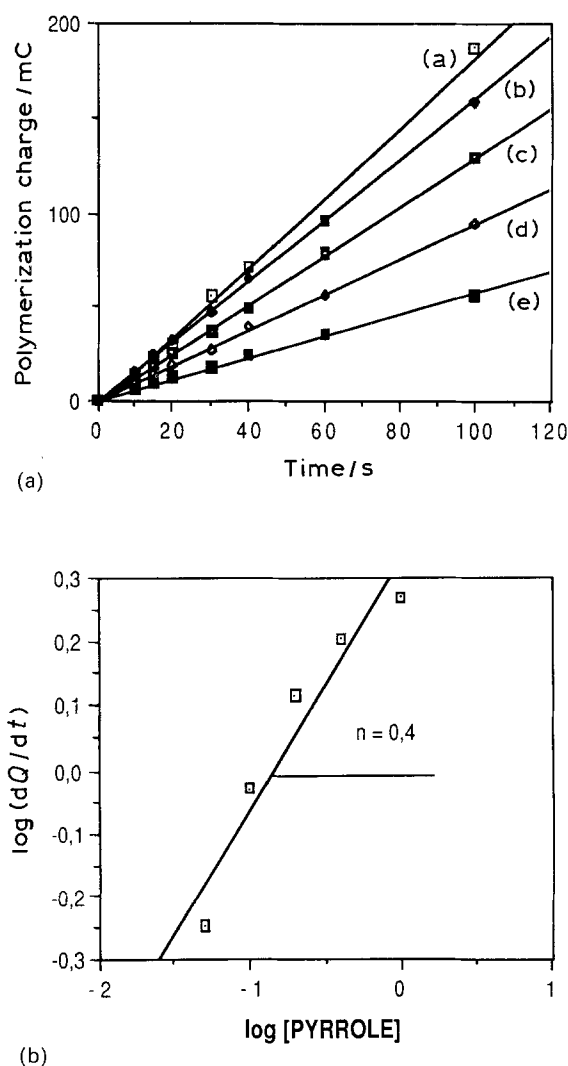 200
100
0
Polymerization charge/mC
(a)
(b)
(c)
(d)
(e)
0 20 40 60 80 100 120
Time/s
(a)
0,3
0,2
0,1
0,0
-0,1
-0,2
-0,3
log (dQ/dt)
n = 0,4
-2 -1 0 1
log [PYRROLE]
(b)